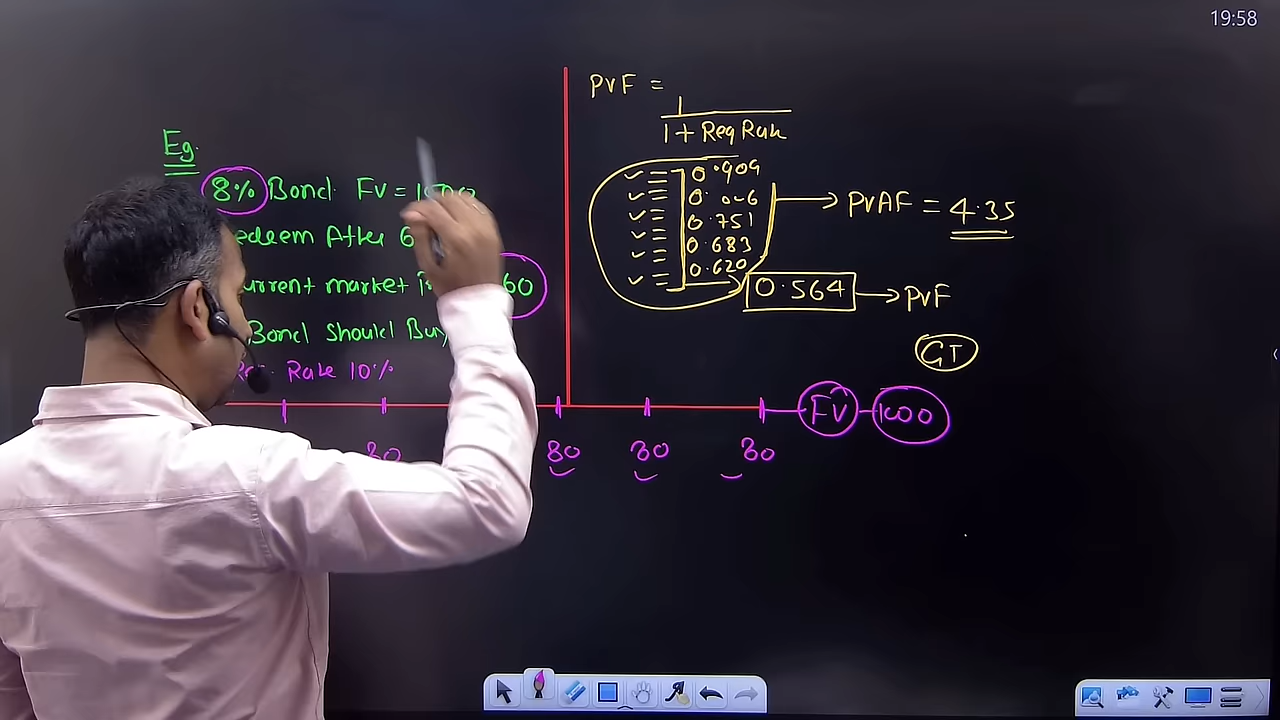 19:58
Eg.
8% Bond FV = 1000
edeem After 6
urrent market 60
Bond Should Buy
Rate 10%
PVF =
1
1 + Req Rate
0.909
0.
0.751
0.683
0.620
0.564 → PVF
PVAF = 4.35
GT
FV 1000
80 80 80 80